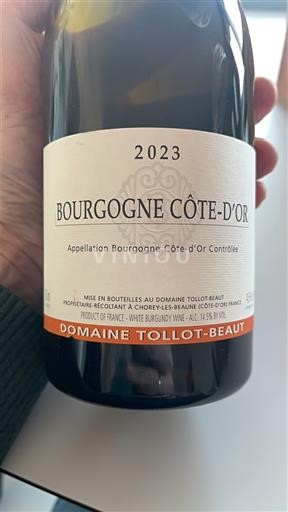 2023
BOURGOGNE CÔTE-D'OR
Appellation Bourgogne Côte-d'Or Contrôlée
VINTOU
MISE EN BOUTEILLES AU DOMAINE TOLLOT-BEAUT
PROPRIÉTAIRE-RÉCOLTANT À CHOREY-LES-BEAUNE (CÔTE-D'OR) FRANCE
PRODUCT OF FRANCE - WHITE BURGUNDY WINE - ALC. 14.5% BY VOL.
DOMAINE TOLLOT-BEAUT